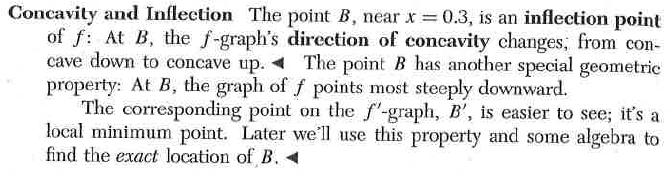 Concavity and Inflection The point B, near x = 0.3, is an inflection point
of f: At B, the f-graph's direction of concavity changes, from con-
cave down to concave up. ◄ The point B has another special geometric
property: At B, the graph of f points most steeply downward.
The corresponding point on the f′-graph, B′, is easier to see; it's a
local minimum point. Later we'll use this property and some algebra to
find the exact location of B. ◄